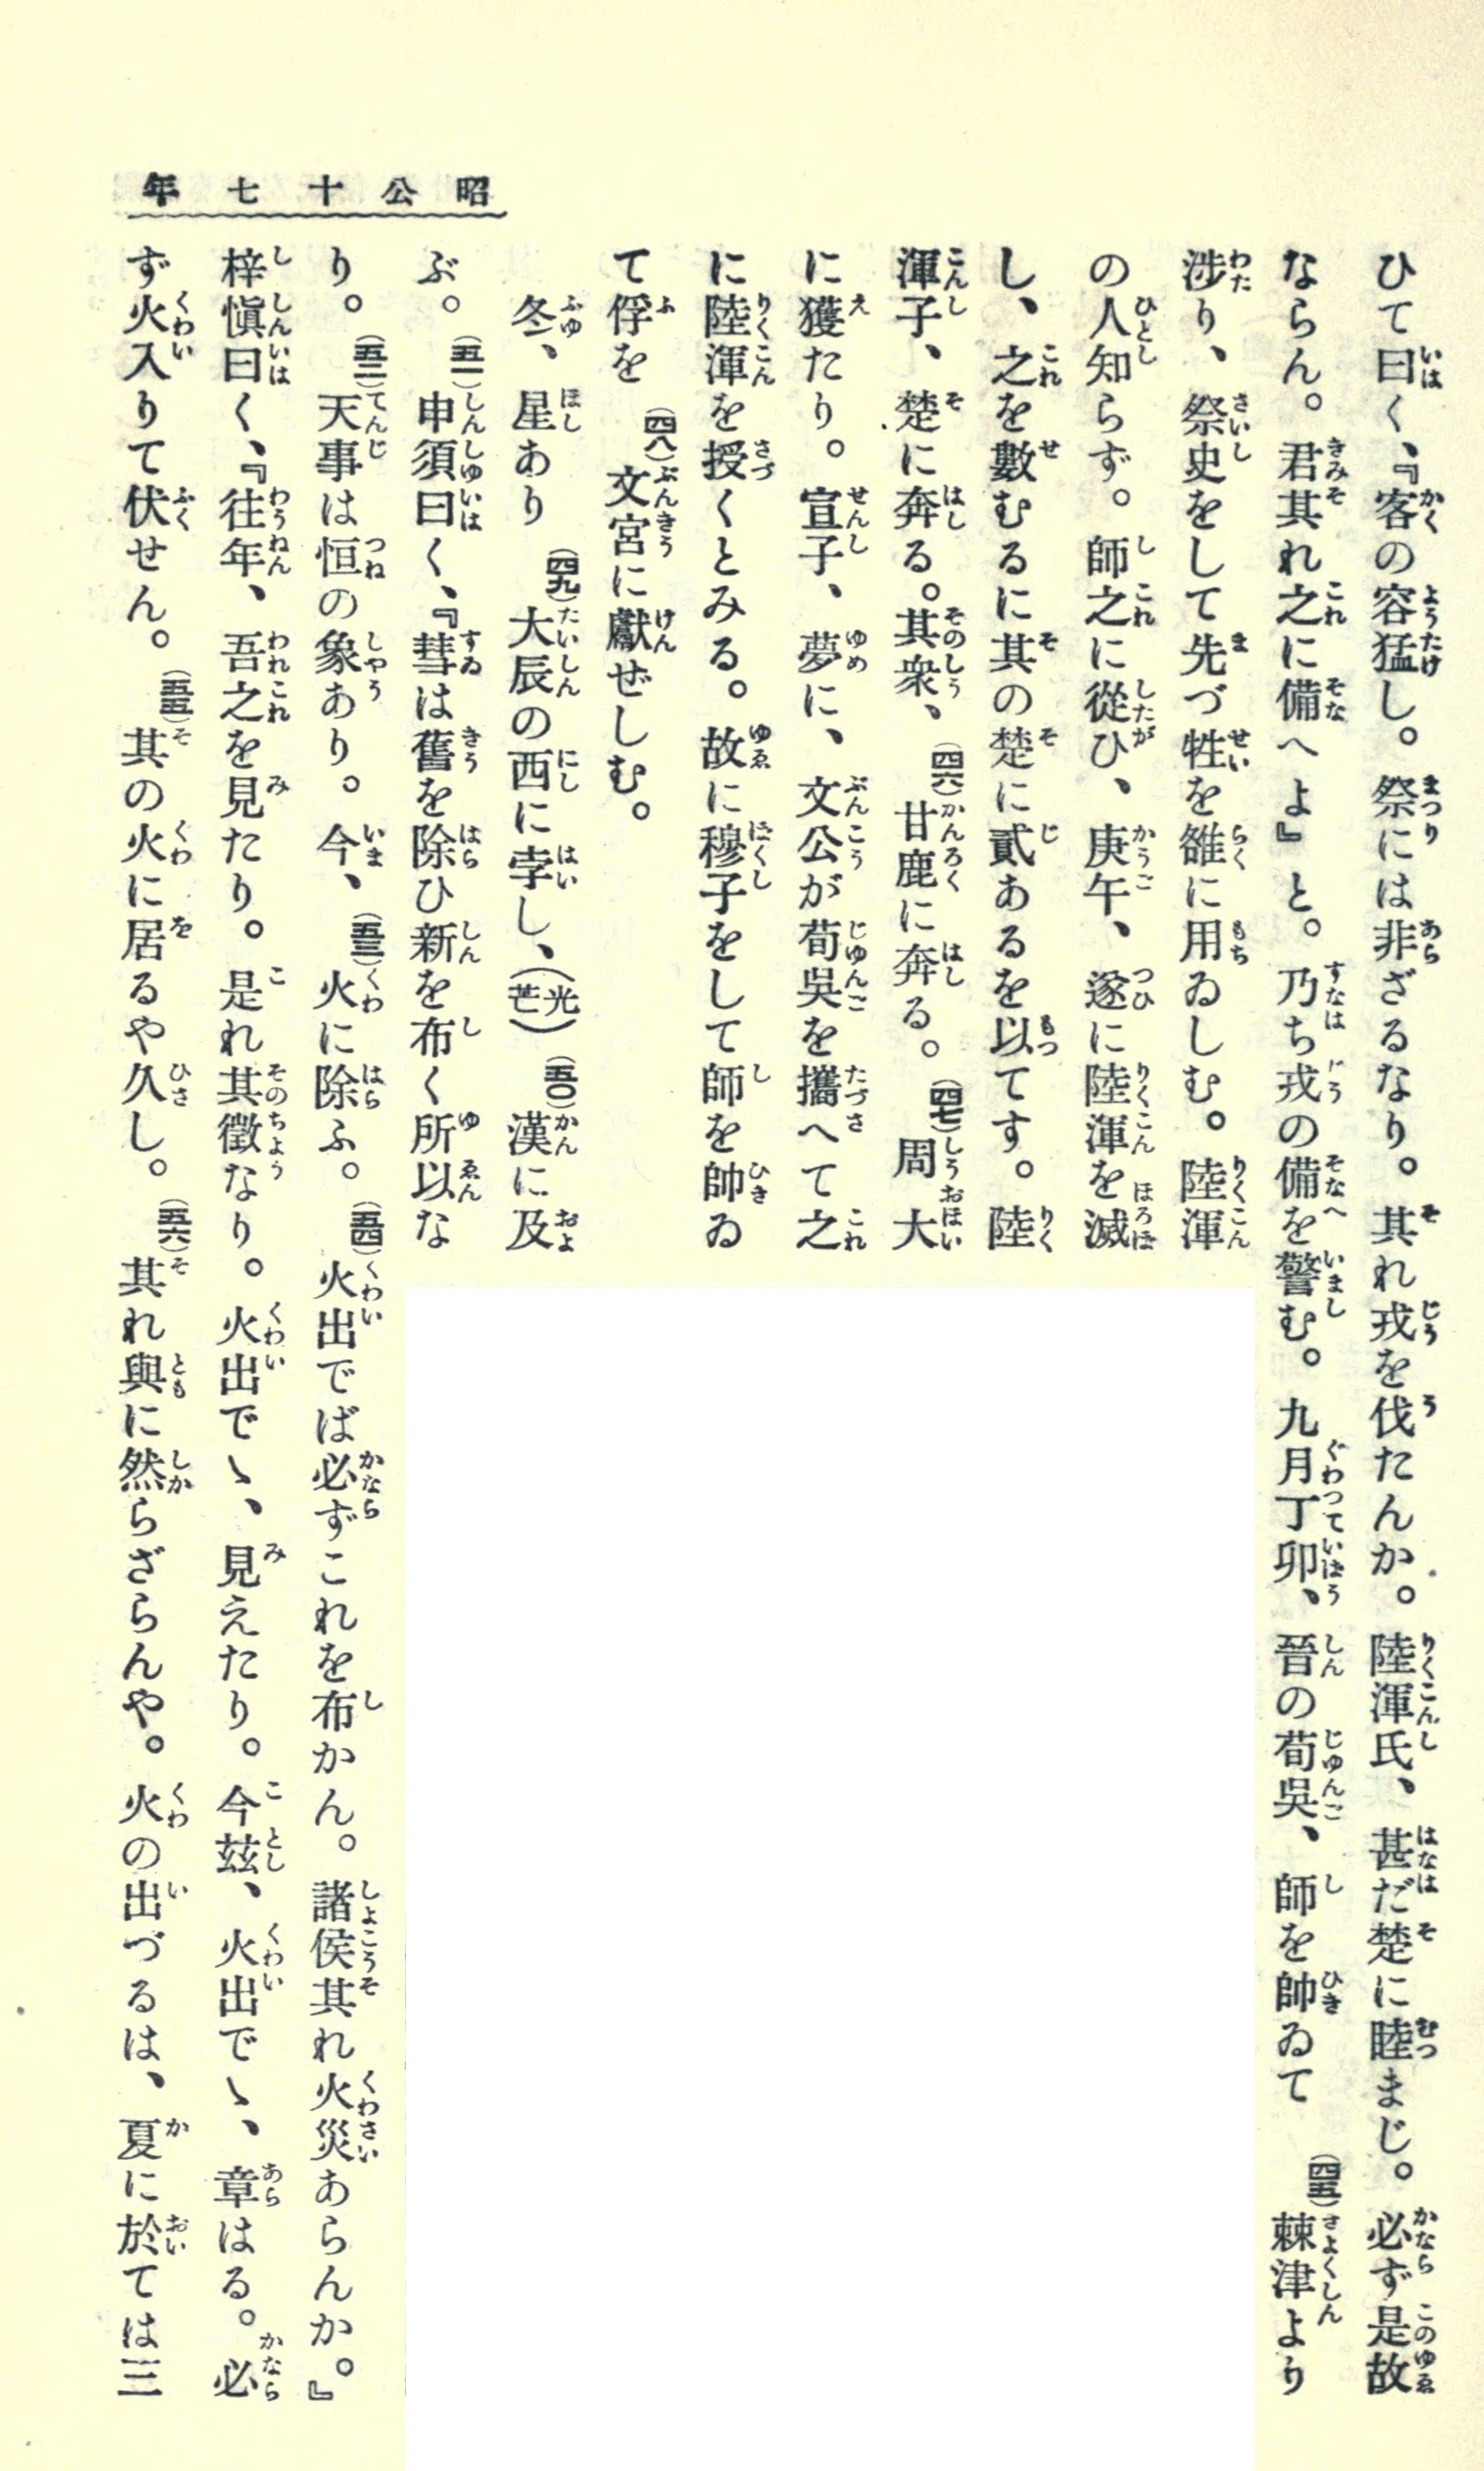 昭公十七年
ひて曰く、『客の容猛し。祭には非ざるなり。其れ戎を伐たんか。陸渾氏、甚だ楚に睦まじ。必ず是故
ならん。君其れ之に備へよ』と。乃ち戎の備を警む。九月丁卯、晉の荀吳、師を帥ゐて(四五)棘津より
涉り、祭史をして先づ牲を雒に用ゐしむ。陸渾
の人知らず。師之に從ひ、庚午、遂に陸渾を滅
し、之を數むるに其の楚に貳あるを以てす。陸
渾子、楚に奔る。其衆、(四六)甘鹿に奔る。(四七)周大
に獲たり。宣子、夢に、文公が荀吳を攜へて之
に陸渾を授くとみる。故に穆子をして師を帥ゐ
て俘を(四八)文宮に獻ぜしむ。
冬、星あり(四九)大辰の西に孛し、(光芒)(五〇)漢に及
ぶ。(五一)申須曰く、『彗は舊を除ひ新を布く所以な
り。(五二)天事は恒の象あり。今、(五三)火に除ふ。(五四)火出でば必ずこれを布かん。諸侯其れ火災あらんか。』
梓愼曰く、『往年、吾之を見たり。是れ其徵なり。火出でゝ、見えたり。今茲、火出でゝ、章はる。必
ず火入りて伏せん。(五五)其の火に居るや久し。(五六)其れ與に然らざらんや。火の出づるは、夏に於ては三